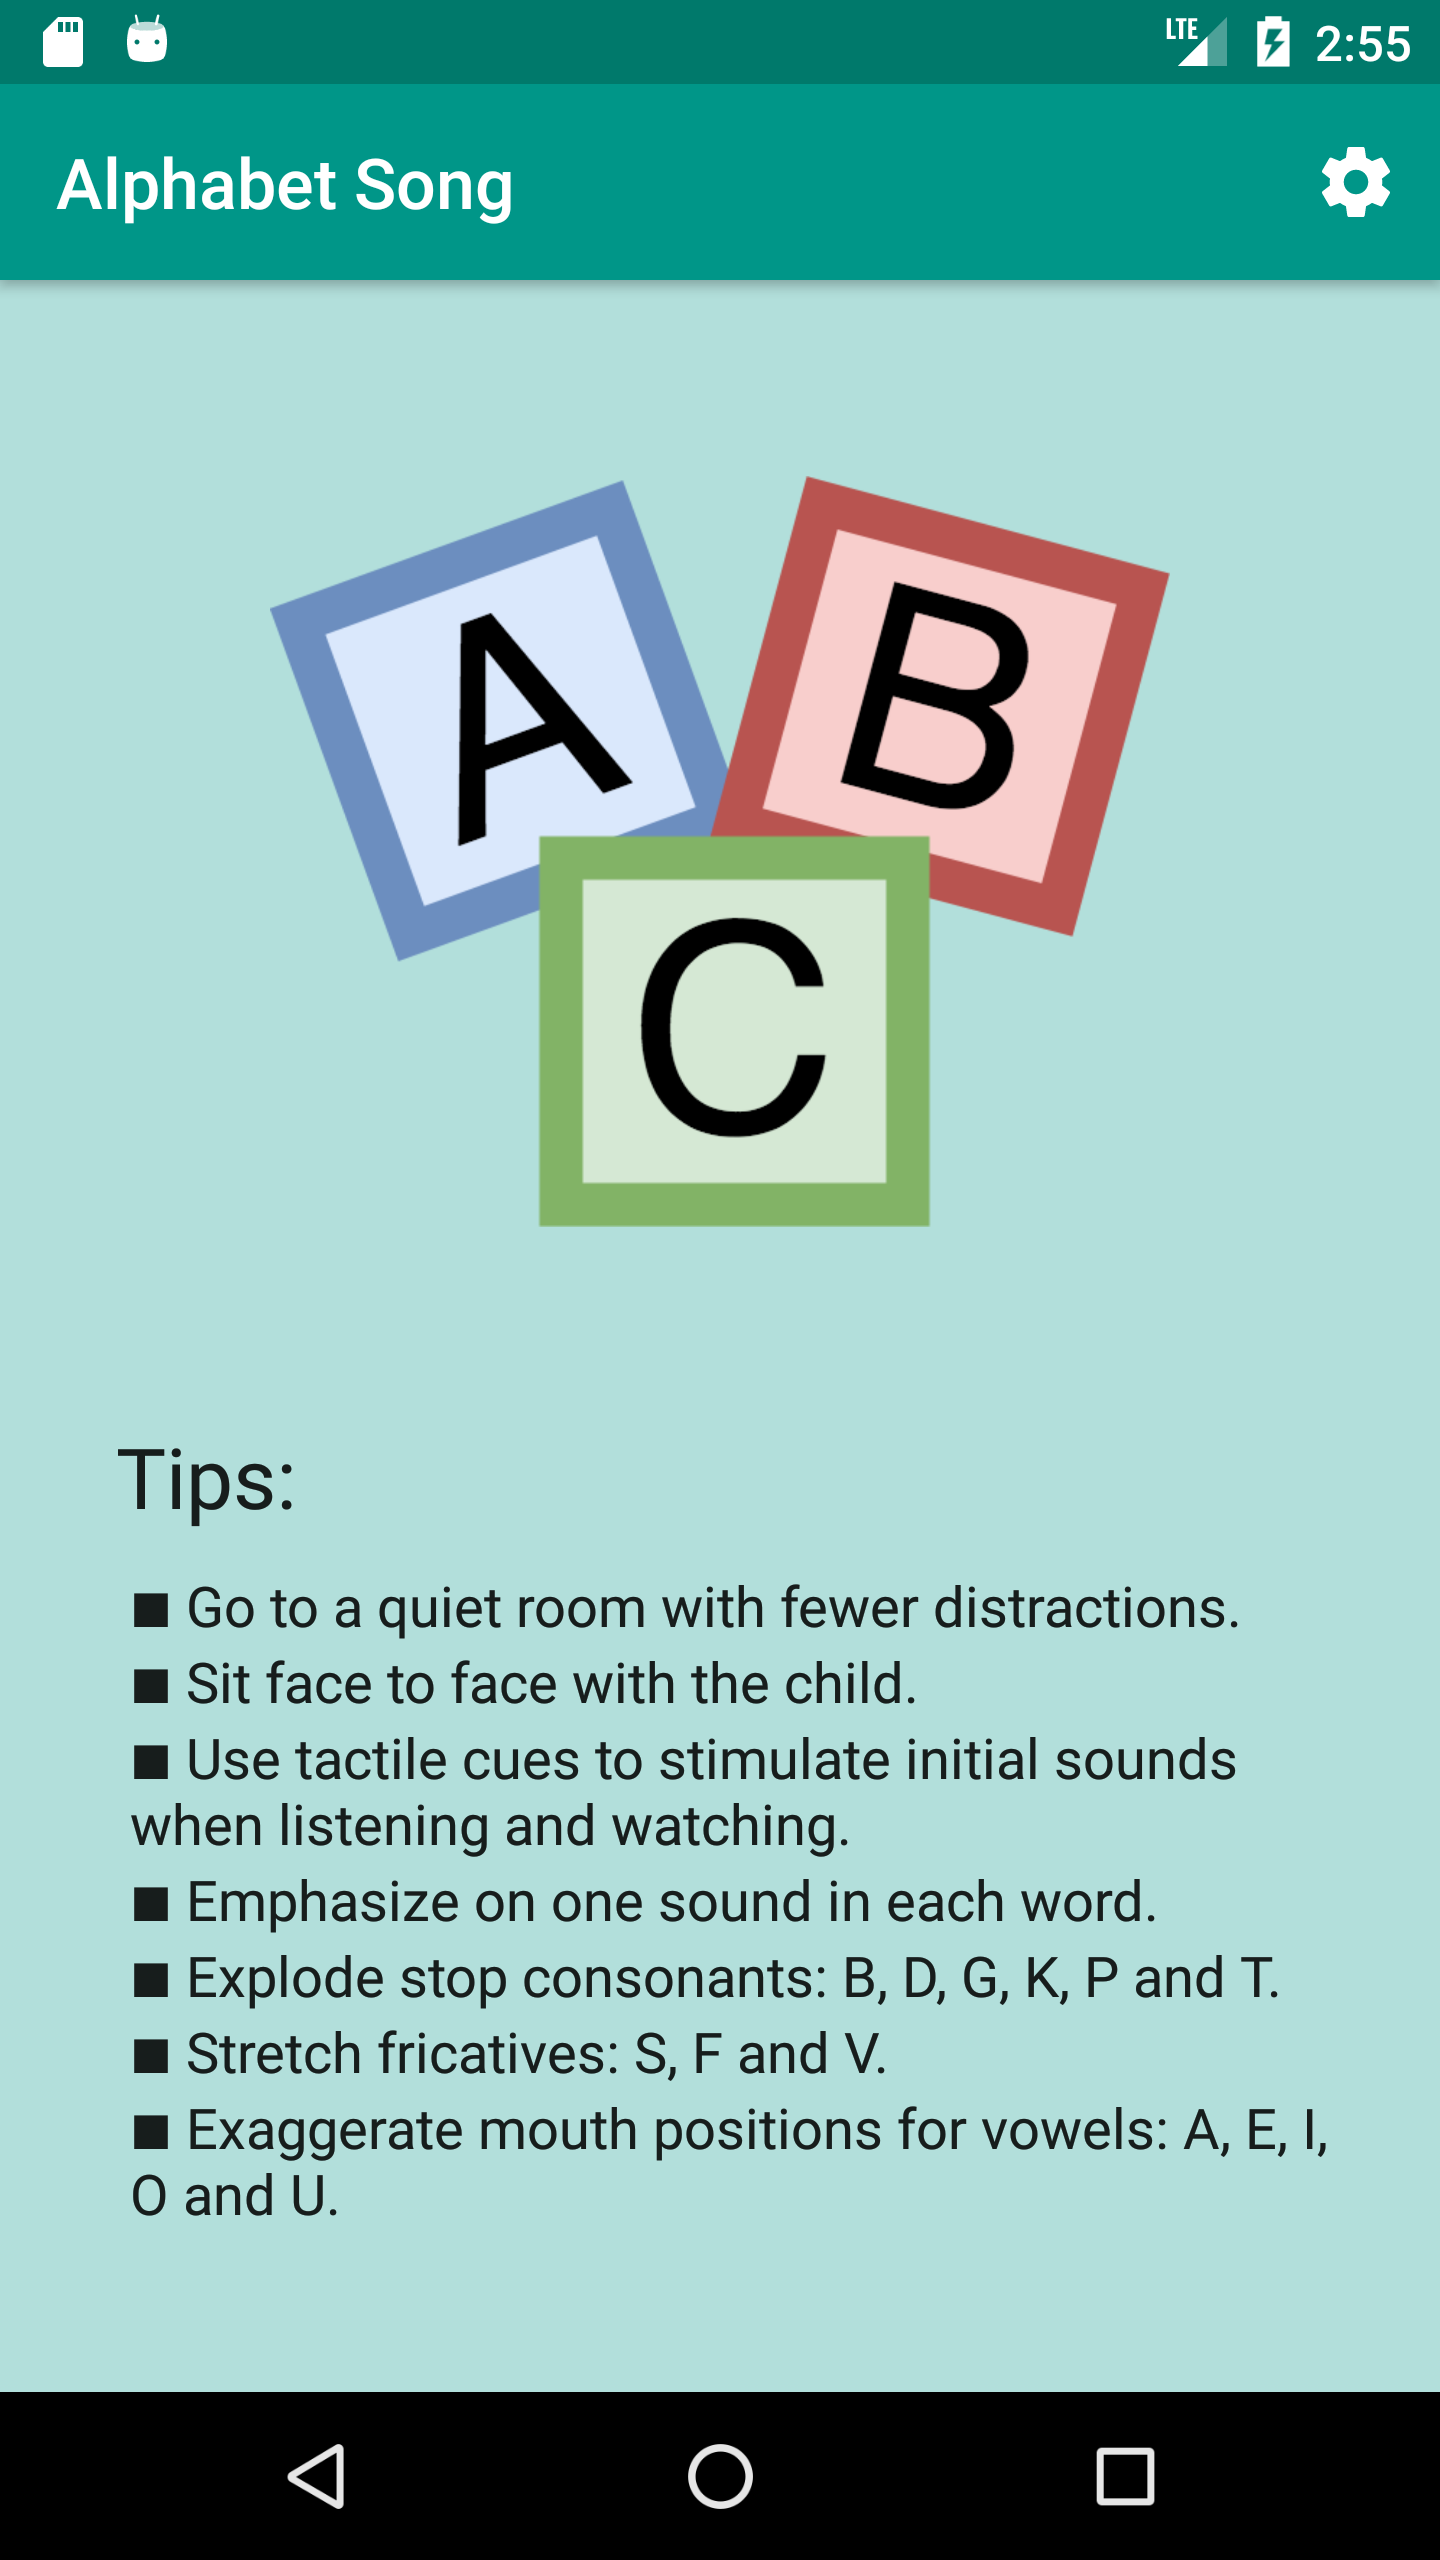 LTE 2:55
Alphabet Song
A
B
C
Tips:
■ Go to a quiet room with fewer distractions.
■ Sit face to face with the child.
■ Use tactile cues to stimulate initial sounds
when listening and watching.
■ Emphasize on one sound in each word.
■ Explode stop consonants: B, D, G, K, P and T.
■ Stretch fricatives: S, F and V.
■ Exaggerate mouth positions for vowels: A, E, I,
O and U.